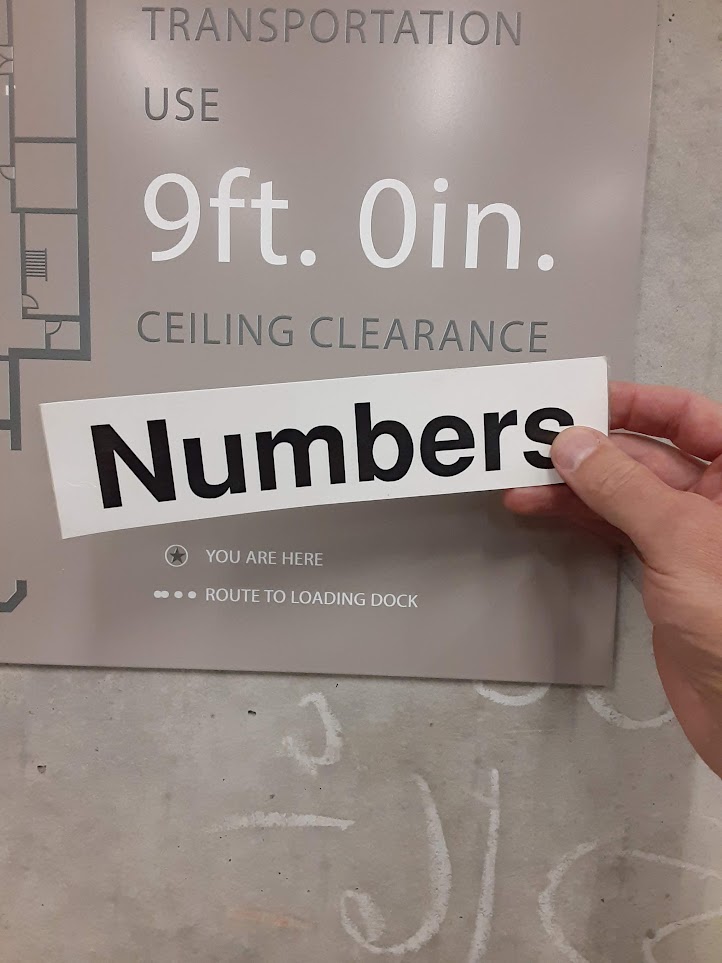 TRANSPORTATION
USE
9ft. 0in.
CEILING CLEARANCE
Numbers
YOU ARE HERE
ROUTE TO LOADING DOCK